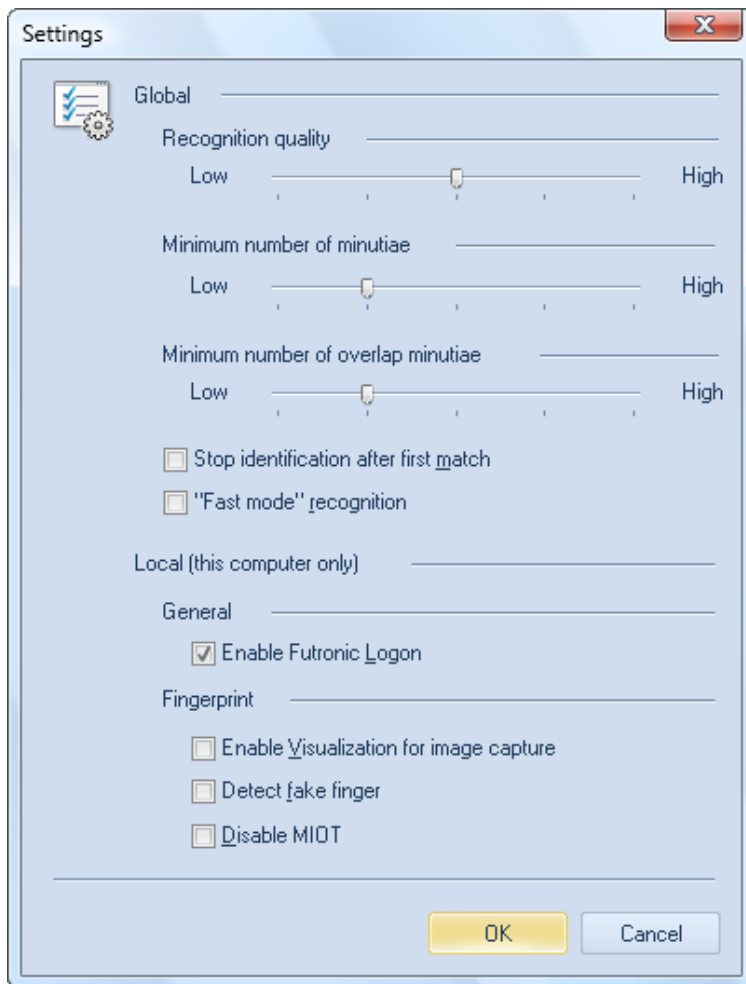 Settings
Global
Recognition quality
Low High
Minimum number of minutiae
Low High
Minimum number of overlap minutiae
Low High
Stop identification after first match
"Fast mode" recognition
Local (this computer only)
General
Enable Futronic Logon
Fingerprint
Enable Visualization for image capture
Detect fake finger
Disable MIOT
OK Cancel